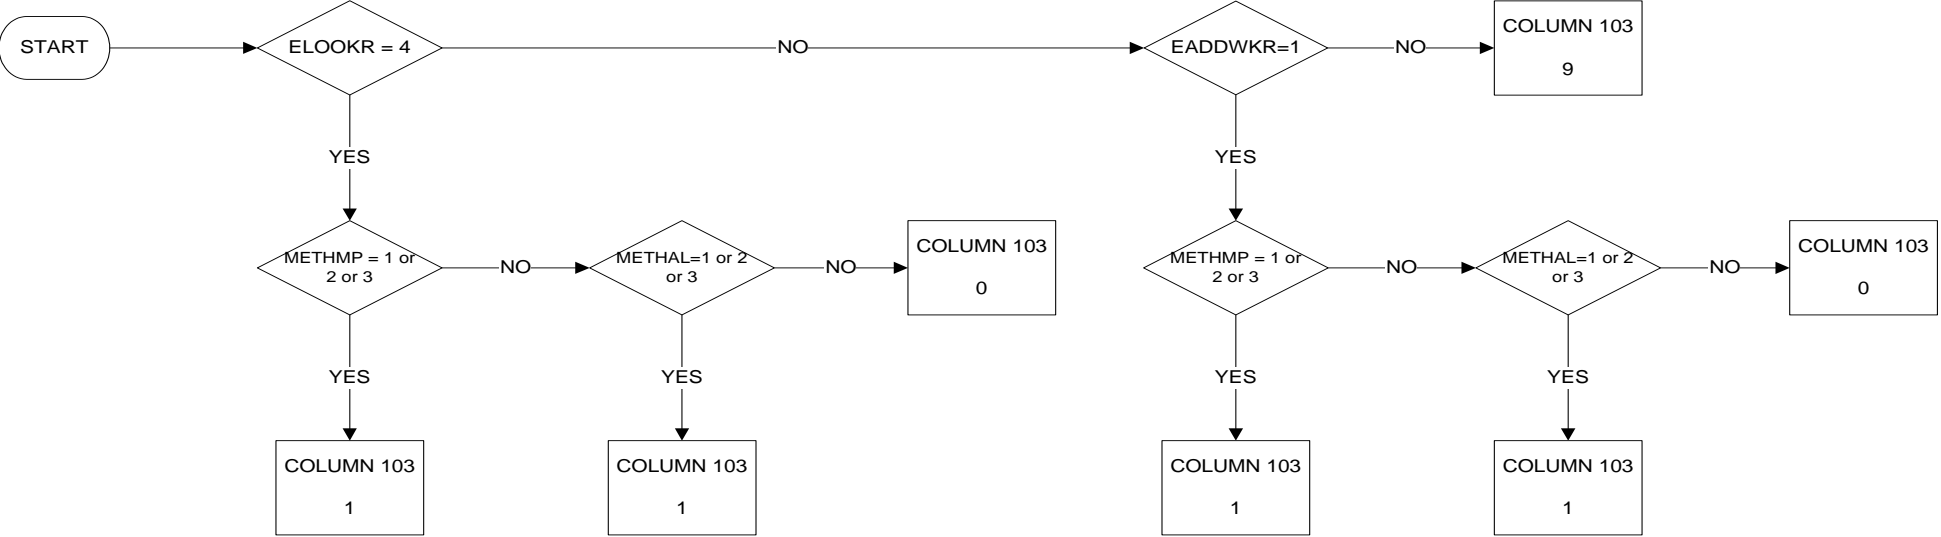 START
ELOOKR = 4
NO
EADDWKR=1
NO
COLUMN 103
9
YES
YES
METHMP = 1 or
2 or 3
NO
METHAL=1 or 2
or 3
NO
COLUMN 103
0
METHMP = 1 or
2 or 3
NO
METHAL=1 or 2
or 3
NO
COLUMN 103
0
YES
YES
YES
YES
COLUMN 103
1
COLUMN 103
1
COLUMN 103
1
COLUMN 103
1